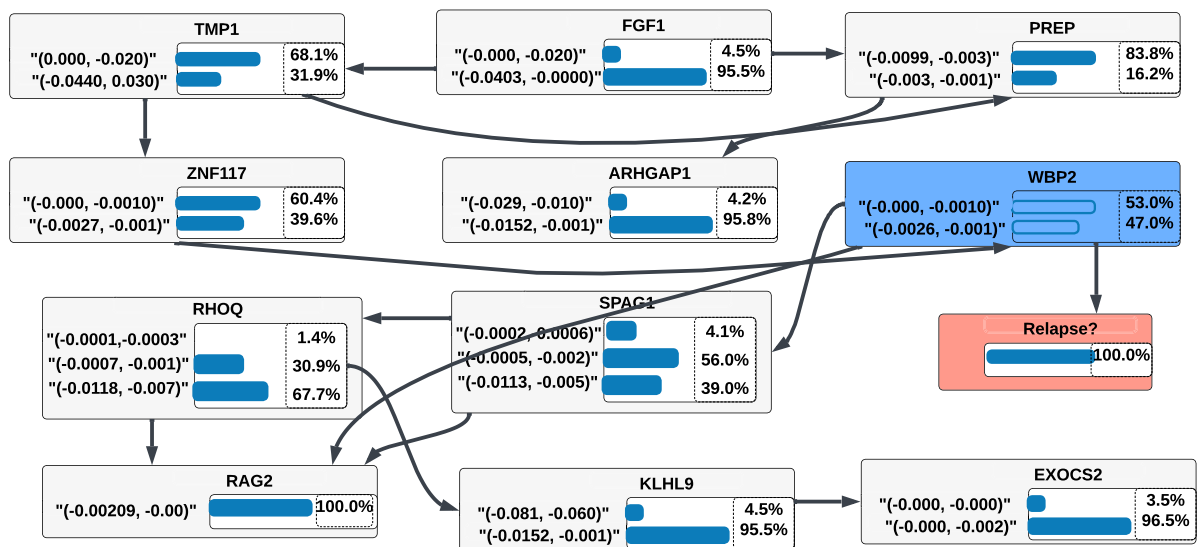 TMP1
"(0.000, -0.020)" 68.1%
"(-0.0440, 0.030)" 31.9%
FGF1
"(-0.000, -0.020)" 4.5%
"(-0.0403, -0.0000)" 95.5%
PREP
"(-0.0099, -0.003)" 83.8%
"(-0.003, -0.001)" 16.2%
ZNF117
"(-0.000, -0.0010)" 60.4%
"(-0.0027, -0.001)" 39.6%
ARHGAP1
"(-0.029, -0.010)" 4.2%
"(-0.0152, -0.001)" 95.8%
WBP2
"(-0.000, -0.0010)" 53.0%
"(-0.0026, -0.001)" 47.0%
RHOQ
"(-0.0001,-0.0003" 1.4%
"(-0.0007, -0.001)" 30.9%
"(-0.0118, -0.007)" 67.7%
SPAG1
"(-0.0002, 0.0006)" 4.1%
"(-0.0005, -0.002)" 56.0%
"(-0.0113, -0.005)" 39.0%
Relapse?
100.0%
RAG2
"(-0.00209, -0.00)" 100.0%
KLHL9
"(-0.081, -0.060)" 4.5%
"(-0.0152, -0.001)" 95.5%
EXOCS2
"(-0.000, -0.000)" 3.5%
"(-0.000, -0.002)" 96.5%